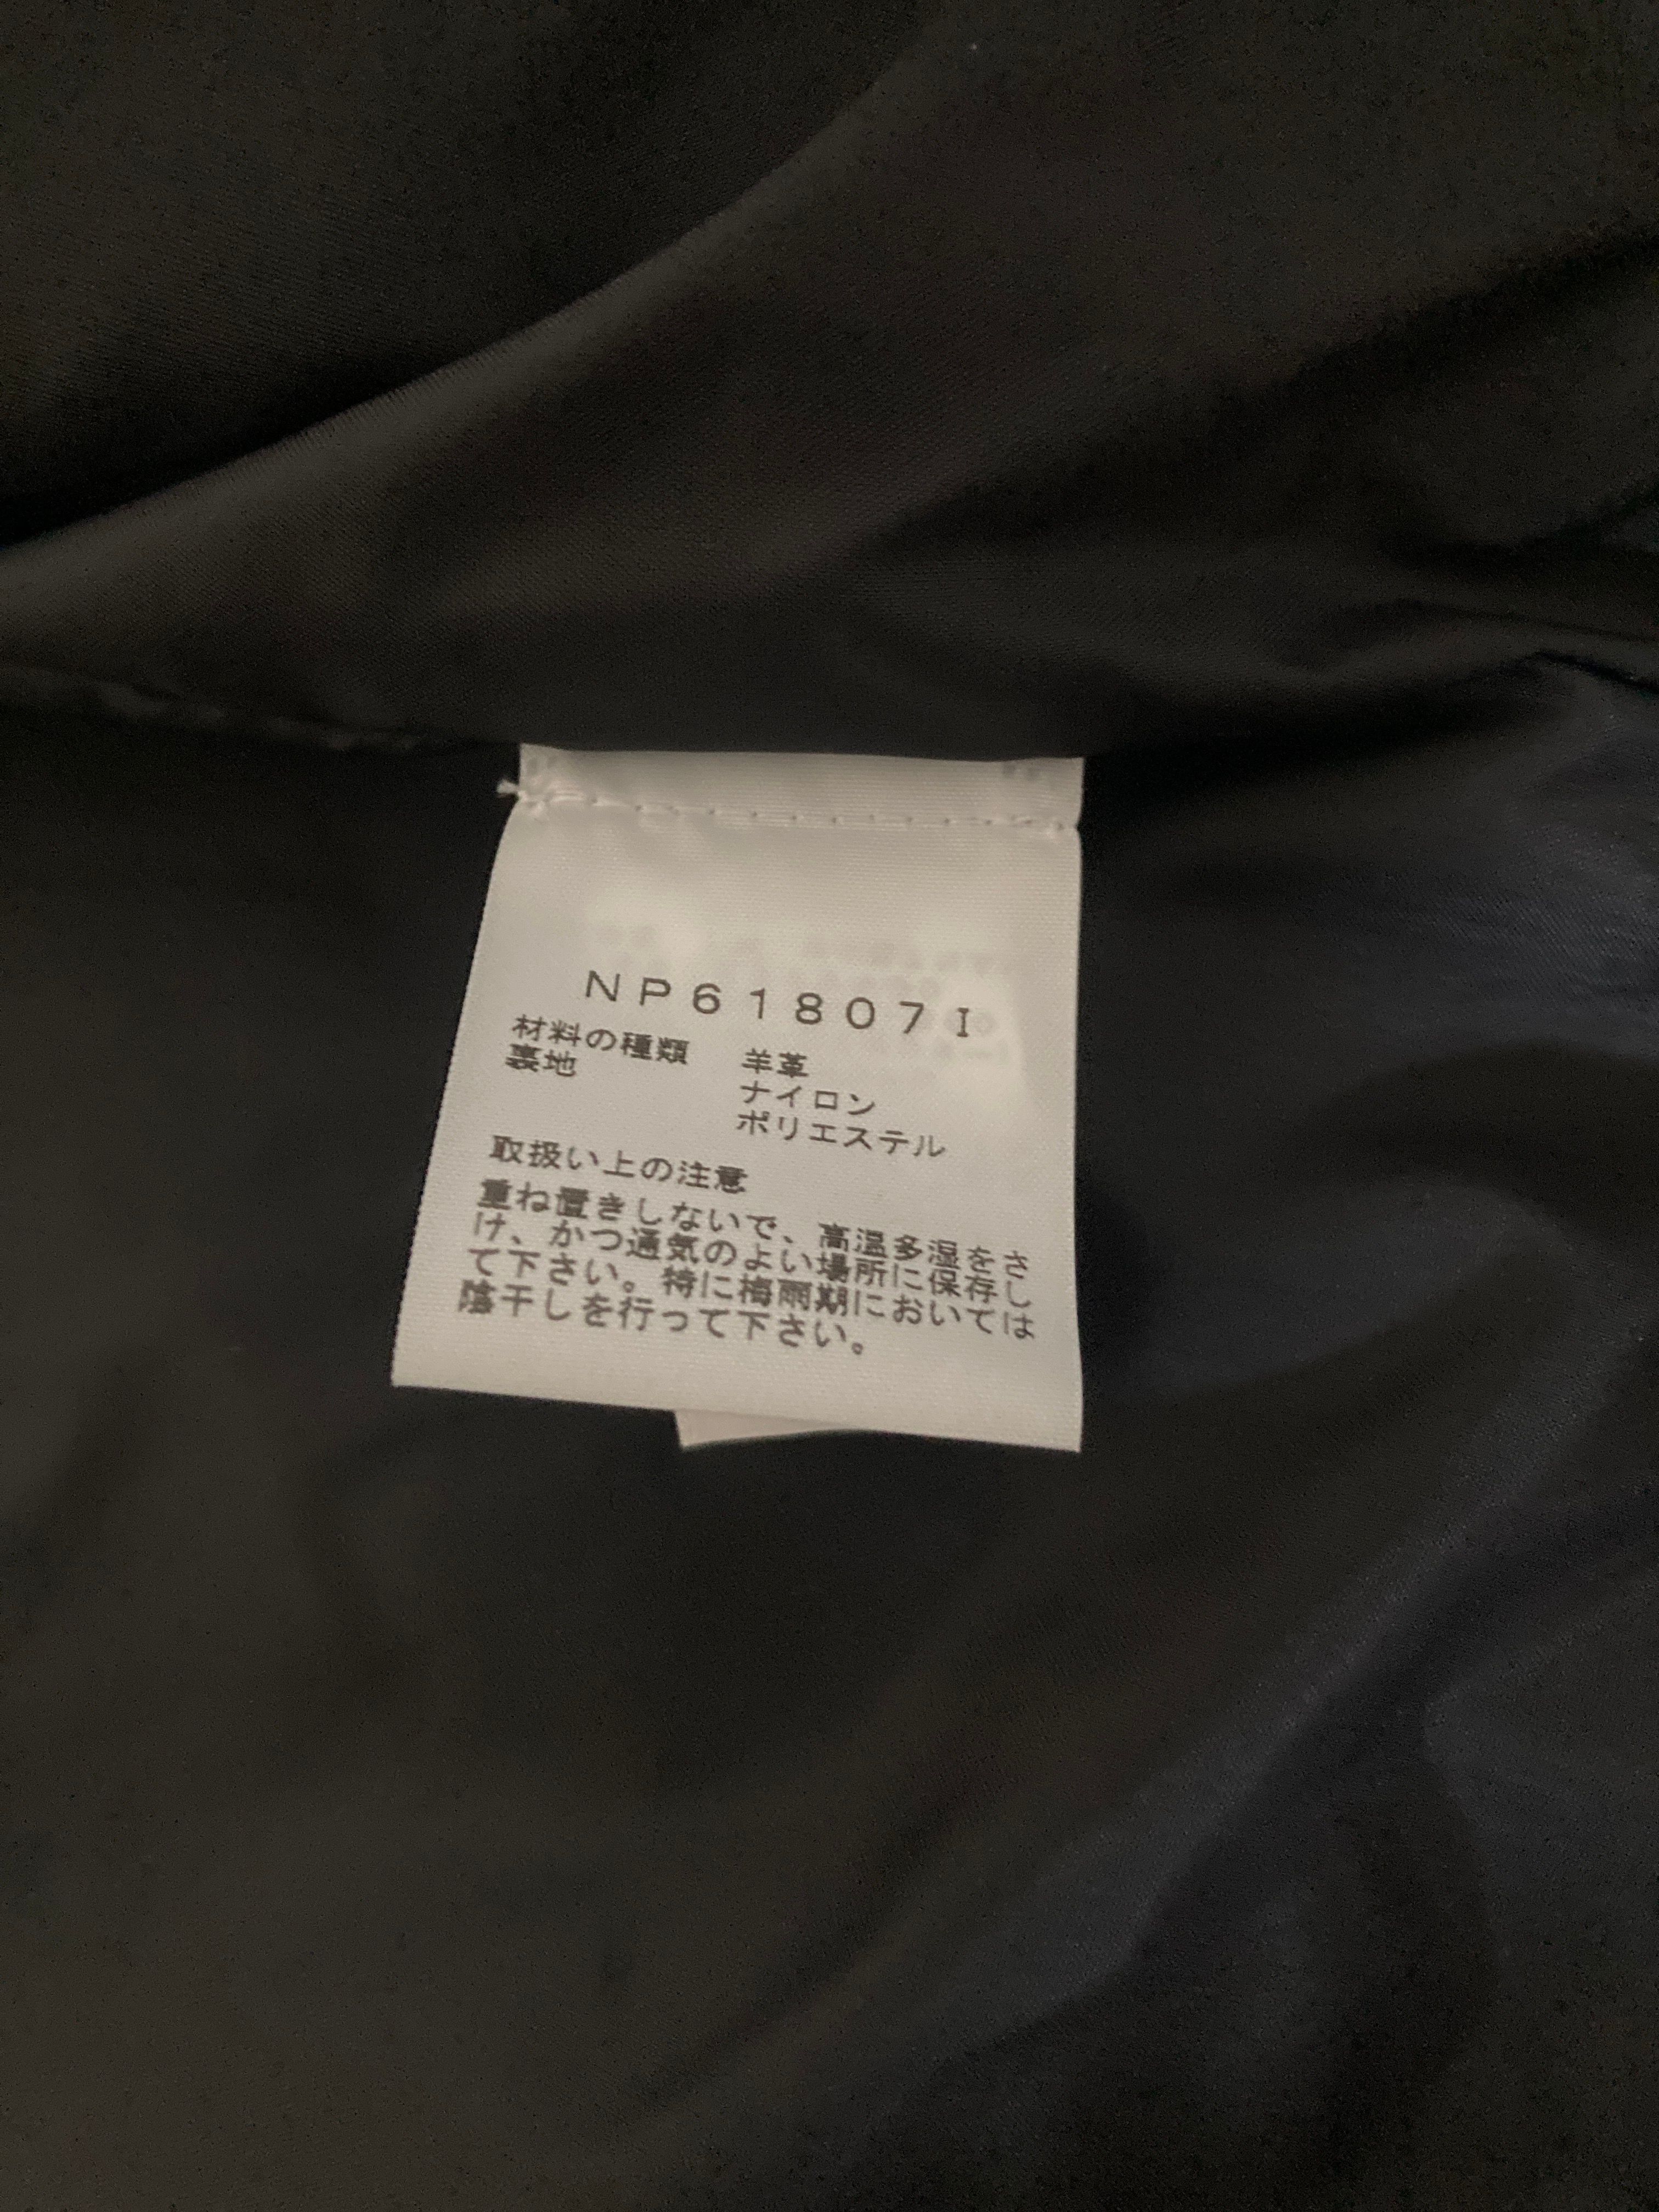 NP61807I
材料の種類　羊革
裏地　ナイロン
ポリエステル
取扱い上の注意
重ね置きしないで、高温多湿をさ
け、かつ通気のよい場所に保存し
て下さい。特に梅雨期においては
陰干しを行って下さい。